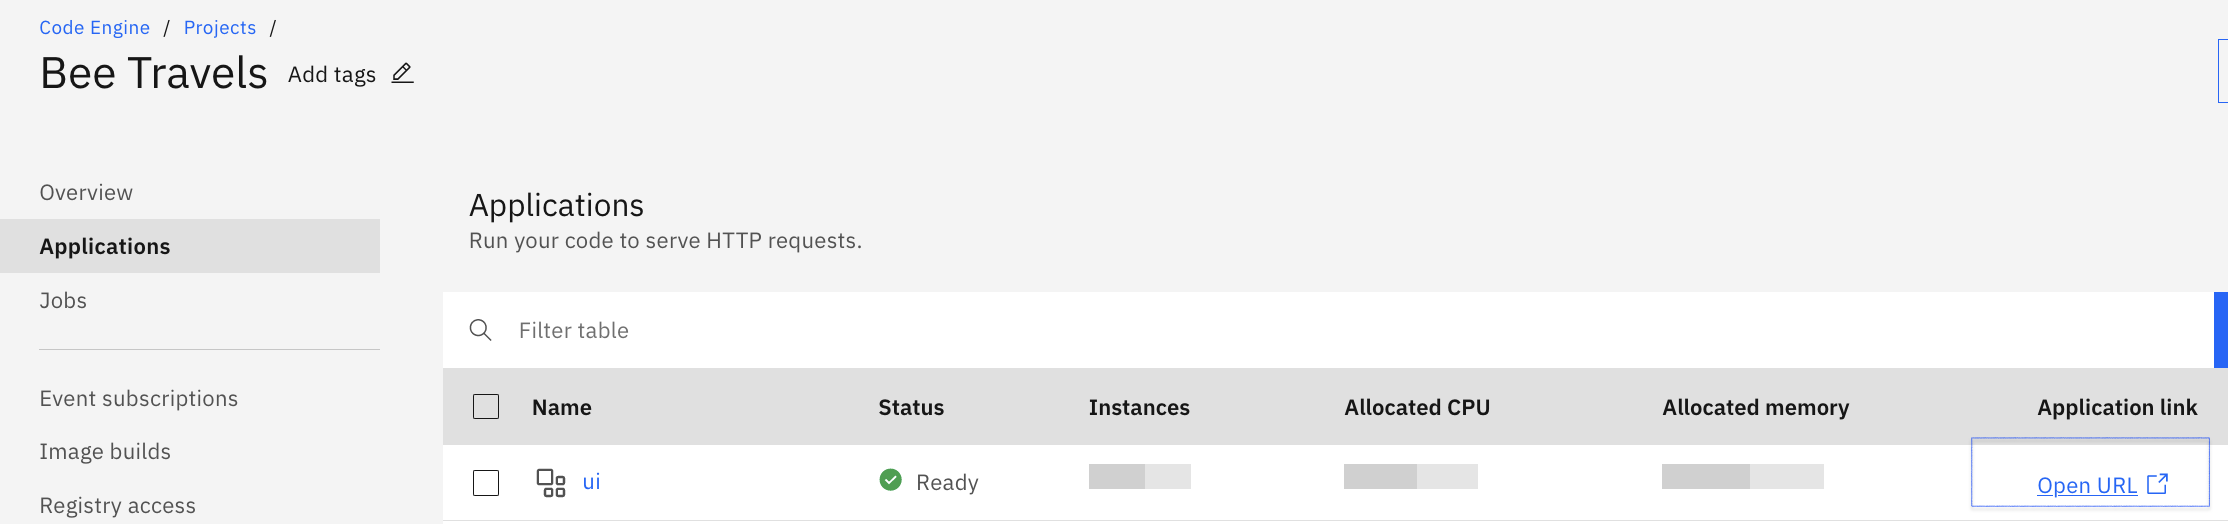 Code Engine / Projects /
Bee Travels Add tags
Overview
Applications
Jobs
Event subscriptions
Image builds
Registry access
Applications
Run your code to serve HTTP requests.
Filter table
Name Status Instances Allocated CPU Allocated memory Application link
ui Ready Open URL